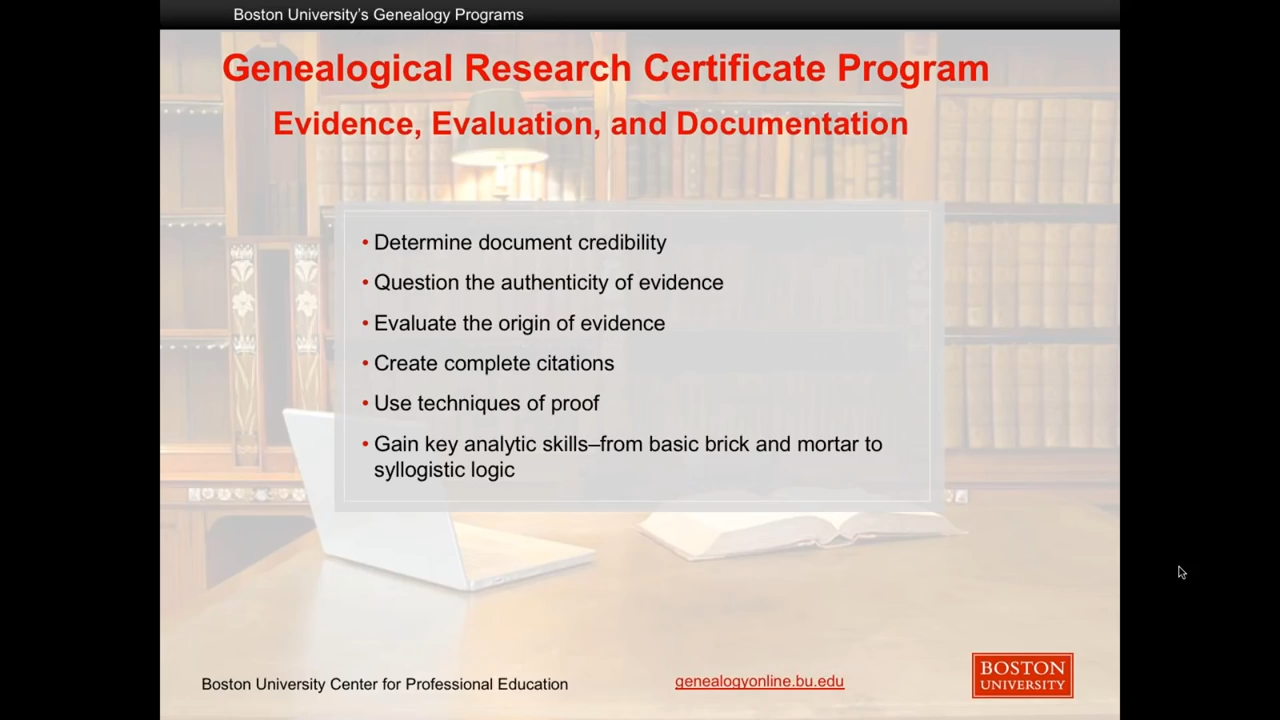 Boston University’s Genealogy Programs
Genealogical Research Certificate Program
Evidence, Evaluation, and Documentation
• Determine document credibility
• Question the authenticity of evidence
• Evaluate the origin of evidence
• Create complete citations
• Use techniques of proof
• Gain key analytic skills–from basic brick and mortar to
syllogistic logic
Boston University Center for Professional Education
genealogyonline.bu.edu
BOSTON
UNIVERSITY